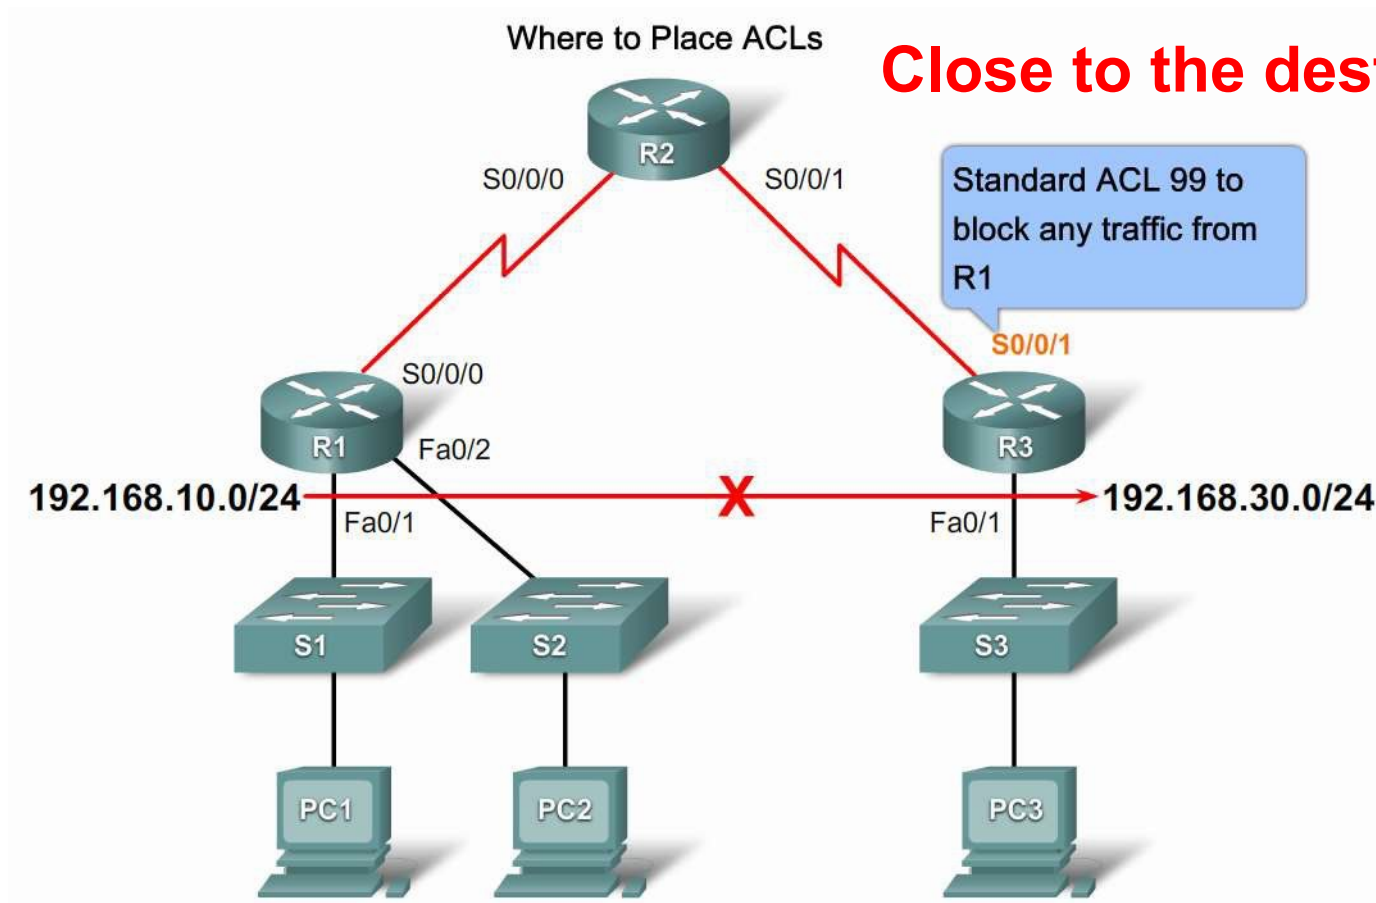 Where to Place ACLs
Close to the dest
R2
S0/0/0
S0/0/1
Standard ACL 99 to
block any traffic from
R1
S0/0/1
S0/0/0
R1
Fa0/2
R3
192.168.10.0/24
X
192.168.30.0/24
Fa0/1
Fa0/1
S1
S2
S3
PC1
PC2
PC3